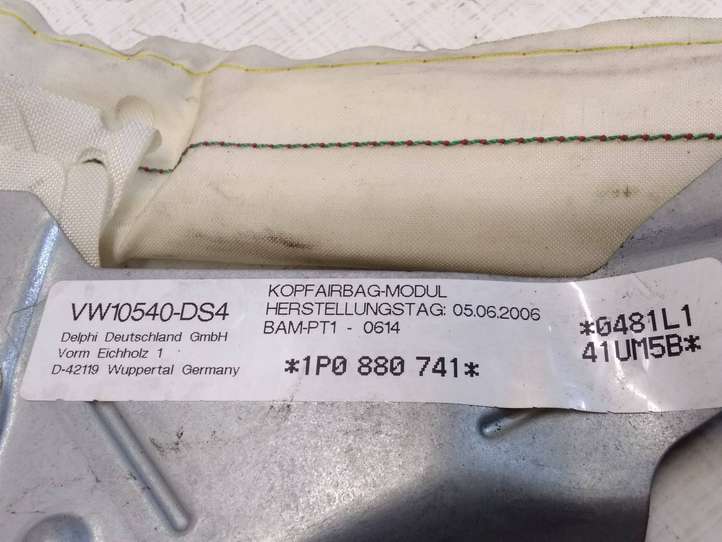 VW10540-DS4
Delphi Deutschland GmbH
Vorm Eichholz 1
D-42119 Wuppertal Germany
KOPFAIRBAG-MODUL
HERSTELLUNGSTAG: 05.06.2006
BAM-PT1 - 0614
*1P0 880 741*
*0481L1
41UM5B*